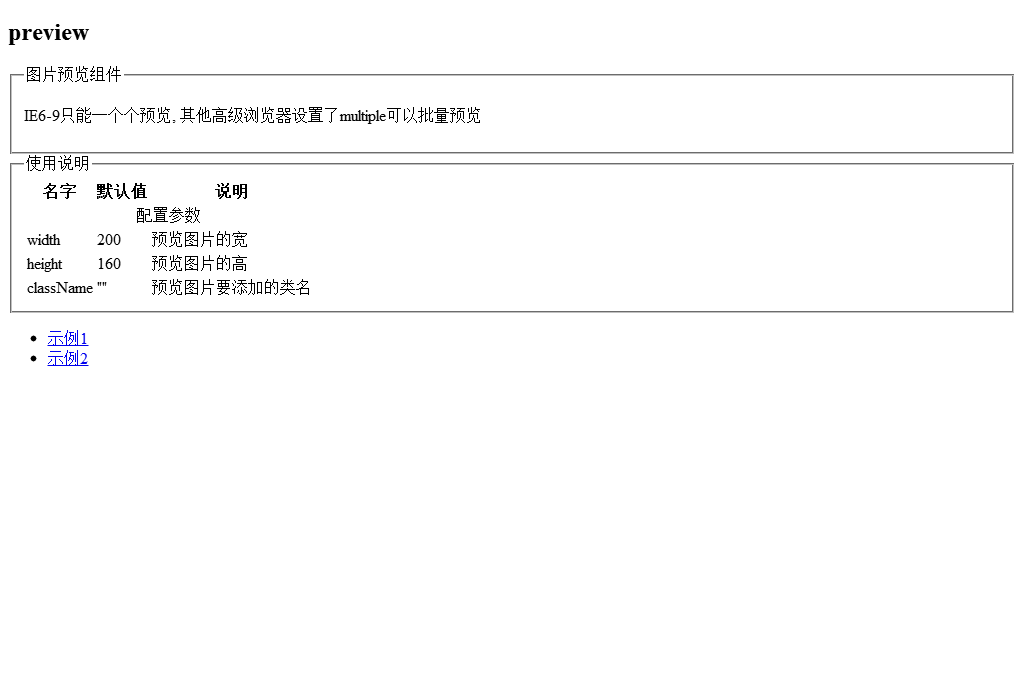 preview
图片预览组件
IE6-9只能一个个预览, 其他高级浏览器设置了multiple可以批量预览
使用说明
名字 默认值 说明
配置参数
width 200 预览图片的宽
height 160 预览图片的高
className "" 预览图片要添加的类名
示例1
示例2